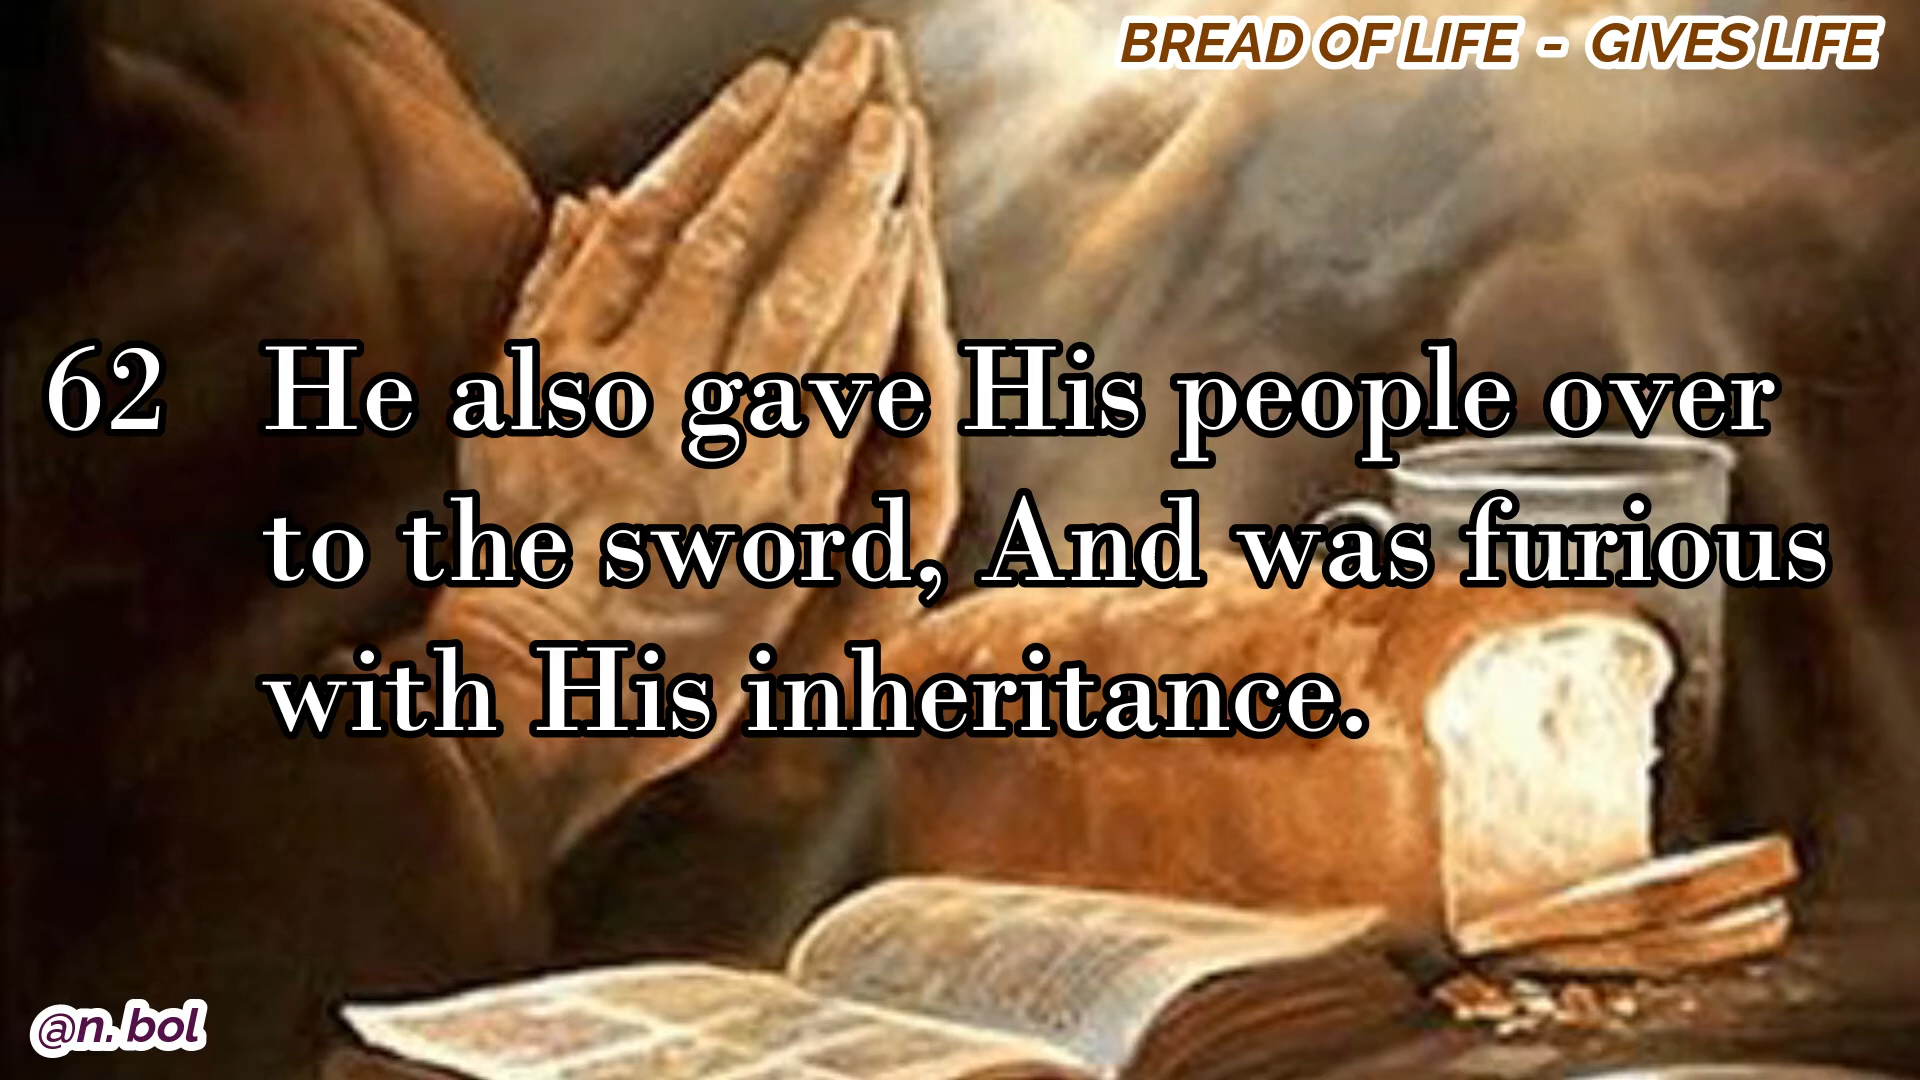 BREAD OF LIFE - GIVES LIFE
62 He also gave His people over
to the sword, And was furious
with His inheritance.
@n. bol